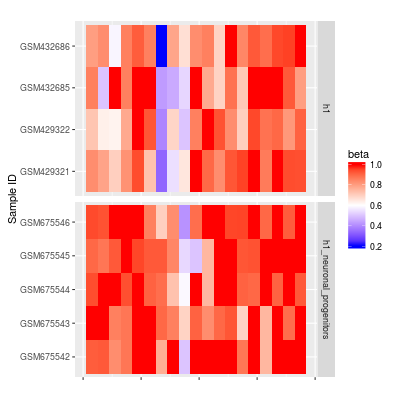 GSM432686
GSM432685
GSM429322
GSM429321
h1
GSM675546
GSM675545
GSM675544
GSM675543
GSM675542
h1_neuronal_progenitors
Sample ID
beta
1.0
0.8
0.6
0.4
0.2